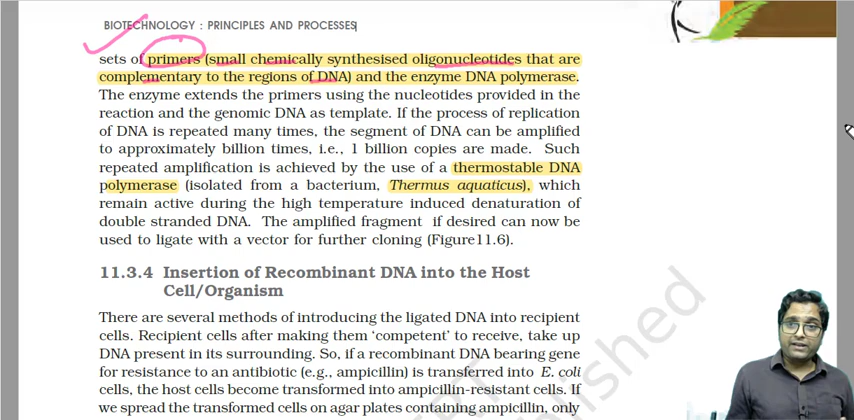 BIOTECHNOLOGY : PRINCIPLES AND PROCESSES
sets of primers (small chemically synthesised oligonucleotides that are
complementary to the regions of DNA) and the enzyme DNA polymerase.
The enzyme extends the primers using the nucleotides provided in the
reaction and the genomic DNA as template. If the process of replication
of DNA is repeated many times, the segment of DNA can be amplified
to approximately billion times, i.e., 1 billion copies are made. Such
repeated amplification is achieved by the use of a thermostable DNA
polymerase (isolated from a bacterium, Thermus aquaticus), which
remain active during the high temperature induced denaturation of
double stranded DNA. The amplified fragment if desired can now be
used to ligate with a vector for further cloning (Figure11.6).
11.3.4 Insertion of Recombinant DNA into the Host
Cell/Organism
There are several methods of introducing the ligated DNA into recipient
cells. Recipient cells after making them ‘competent’ to receive, take up
DNA present in its surrounding. So, if a recombinant DNA bearing gene
for resistance to an antibiotic (e.g., ampicillin) is transferred into E. coli
cells, the host cells become transformed into ampicillin-resistant cells. If
we spread the transformed cells on agar plates containing ampicillin, only